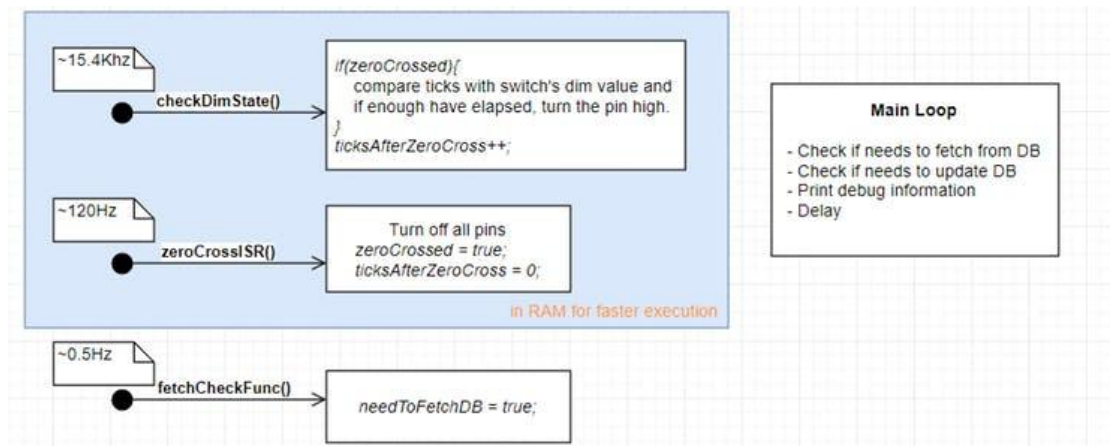 ~15.4Khz
checkDimState()
if(zeroCrossed){
compare ticks with switch's dim value and
if enough have elapsed, turn the pin high.
}
ticksAfterZeroCross++;
~120Hz
zeroCrossISR()
Turn off all pins
zeroCrossed = true;
ticksAfterZeroCross = 0;
in RAM for faster execution
~0.5Hz
fetchCheckFunc()
needToFetchDB = true;
Main Loop
- Check if needs to fetch from DB
- Check if needs to update DB
- Print debug information
- Delay